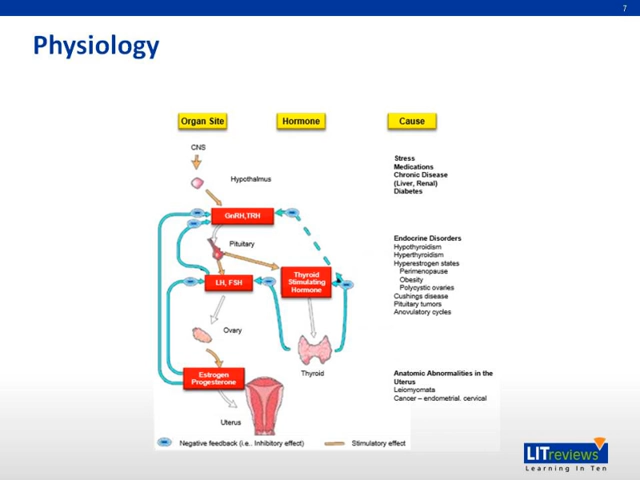 7
Physiology
Organ Site
Hormone
Cause
CNS
Hypothalmus
GnRH,TRH
Pituitary
LH, FSH
Thyroid
Stimulating
Hormone
Ovary
Thyroid
Estrogen
Progesterone
Uterus
Stress
Medications
Chronic Disease
(Liver, Renal)
Diabetes
Endocrine Disorders
Hypothyroidism
Hyperthyroidism
Hyperestrogen states
Perimenopause
Obesity
Polycystic ovaries
Cushings disease
Pituitary tumors
Anovulatory cycles
Anatomic Abnormalities in the
Uterus
Leiomyomata
Cancer – endometrial. cervical
Negative feedback (i.e.. Inhibitory effect)
Stimulatory effect
LITreviews
Learning In Ten